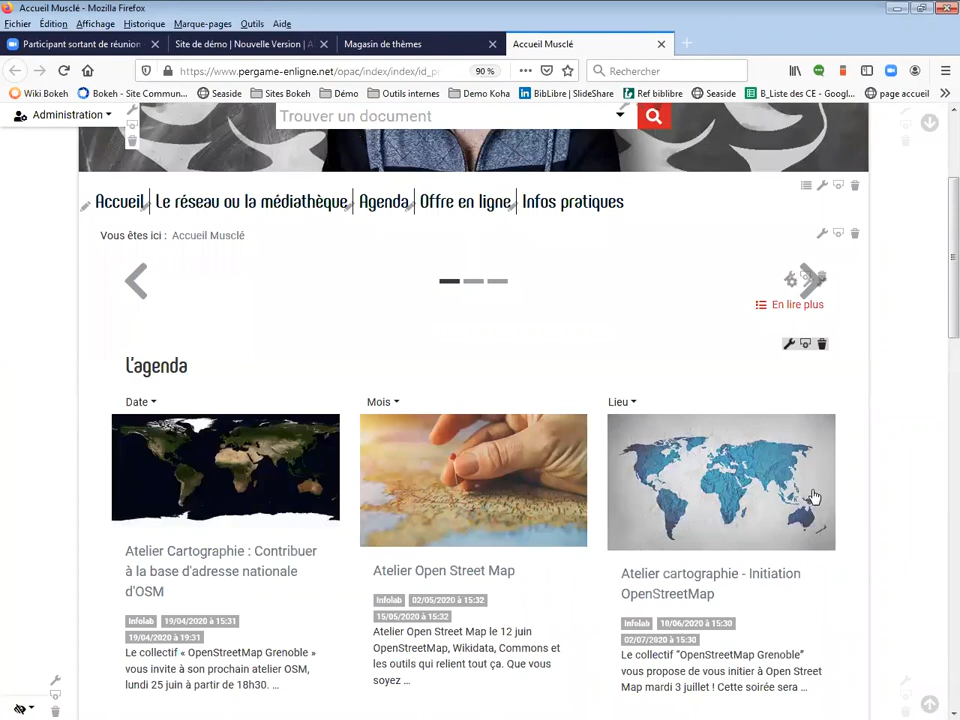 Accueil Musclé - Mozilla Firefox
Fichier Édition Affichage Historique Marque-pages Outils Aide
Participant sortant de réunion - Site de démo | Nouvelle Version | A Magasin de thèmes Accueil Musclé
https://www.pergame-enligne.net/opac/index/index/id_p 90 % Rechercher
Wiki Bokeh Bokeh - Site Commun... Seaside Sites Bokeh Démo Outils internes Demo Koha BibLibre | SlideShare Ref biblibre Seaside B_Liste des CE - Googl... page accueil
Administration
Trouver un document
Accueil Le réseau ou la médiathèque Agenda Offre en ligne Infos pratiques
Vous êtes ici : Accueil Musclé
En lire plus
L'agenda
Date Mois Lieu
Atelier Cartographie : Contribuer
à la base d'adresse nationale
d'OSM
Infolab 19/04/2020 à 15:31
19/04/2020 à 19:31
Le collectif « OpenStreetMap Grenoble »
vous invite à son prochain atelier OSM,
lundi 25 juin à partir de 18h30. ...
Atelier Open Street Map
Infolab 02/05/2020 à 15:32
15/05/2020 à 15:32
Atelier Open Street Map le 12 juin
OpenStreetMap, Wikidata, Commons et
les outils qui relient tout ça. Que vous
soyez ...
Atelier cartographie - Initiation
OpenStreetMap
Infolab 10/06/2020 à 15:30
02/07/2020 à 15:30
Le collectif "OpenStreetMap Grenoble"
vous propose de vous initier à Open Street
Map mardi 3 juillet ! Cette soirée sera ...